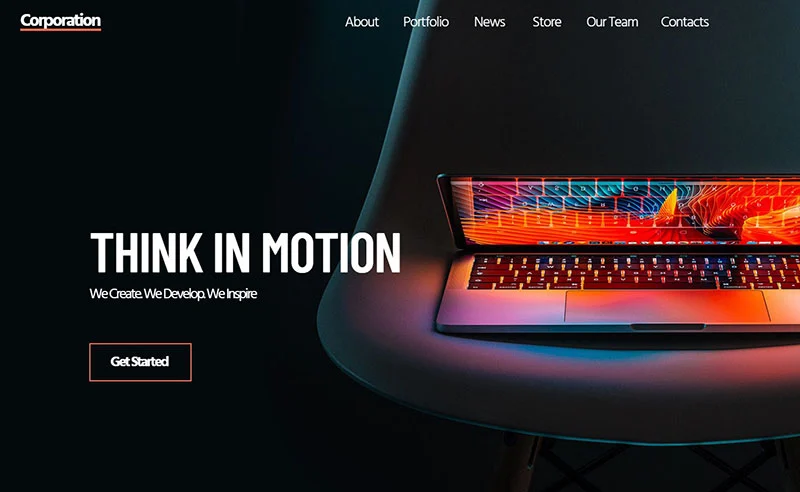 Corporation
About Portfolio News Store Our Team Contacts
THINK IN MOTION
We Create. We Develop. We Inspire
Get Started